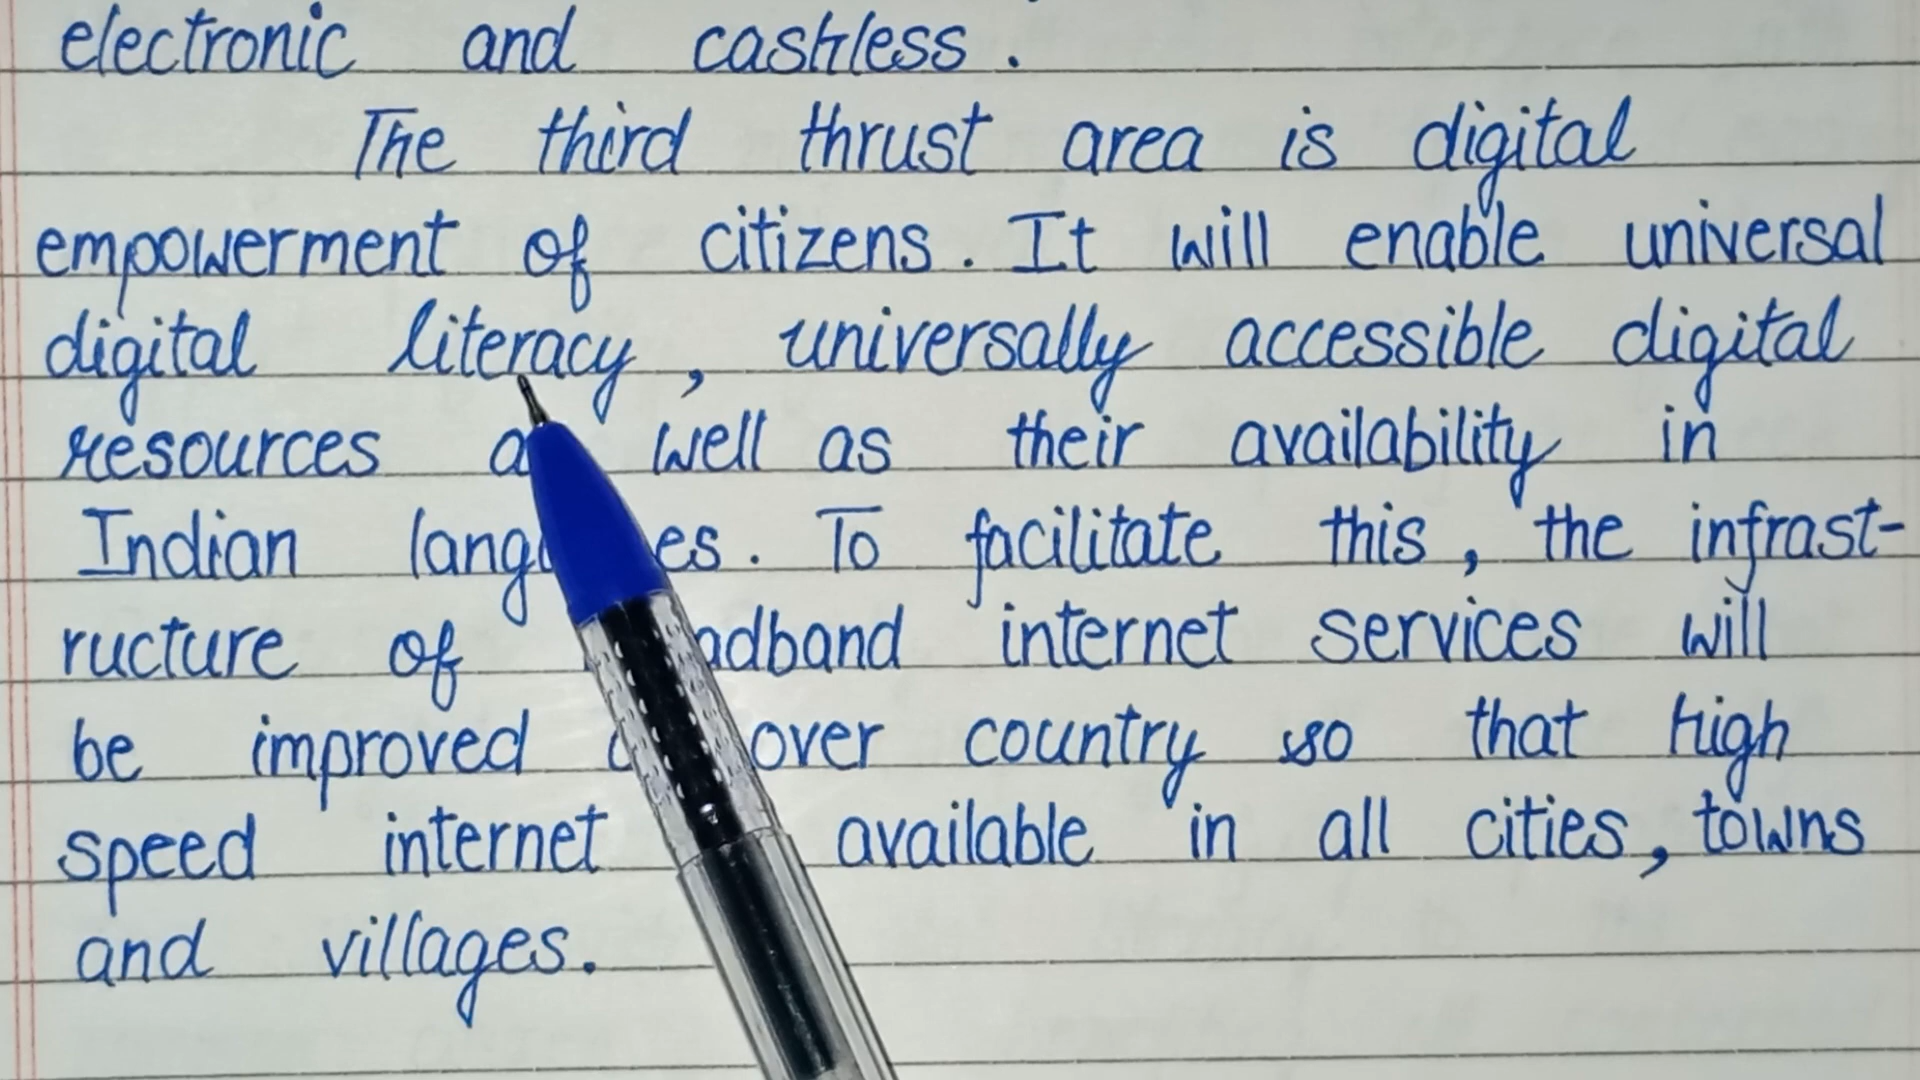 electronic and cashless.
The third thrust area is digital
empowerment of citizens. It will enable universal
digital literacy, universally accessible digital
resources well as their availability in
Indian. To facilitate this, the infrast-
ructure of internet services will
be improved over country so that high
speed internet available in all cities, towns
and villages.